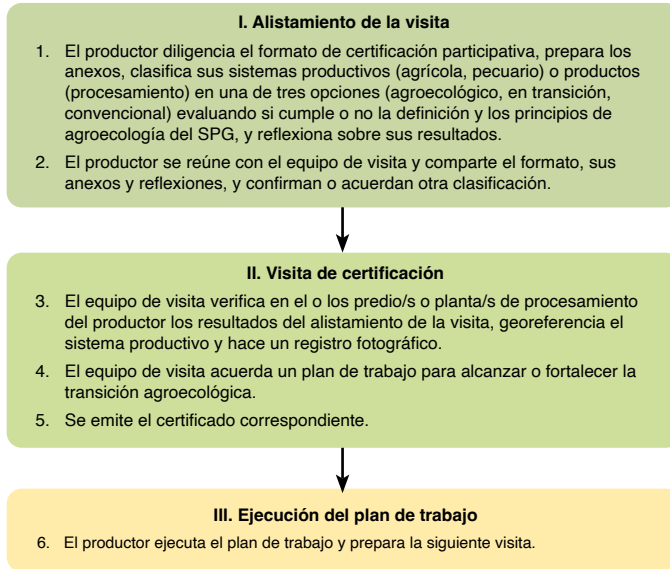 I. Alistamiento de la visita
1. El productor diligencia el formato de certificación participativa, prepara los
anexos, clasifica sus sistemas productivos (agrícola, pecuario) o productos
(procesamiento) en una de tres opciones (agroecológico, en transición,
convencional) evaluando si cumple o no la definición y los principios de
agroecología del SPG, y reflexiona sobre sus resultados.
2. El productor se reúne con el equipo de visita y comparte el formato, sus
anexos y reflexiones, y confirman o acuerdan otra clasificación.
II. Visita de certificación
3. El equipo de visita verifica en el o los predio/s o planta/s de procesamiento
del productor los resultados del alistamiento de la visita, georeferencia el
sistema productivo y hace un registro fotográfico.
4. El equipo de visita acuerda un plan de trabajo para alcanzar o fortalecer la
transición agroecológica.
5. Se emite el certificado correspondiente.
III. Ejecución del plan de trabajo
6. El productor ejecuta el plan de trabajo y prepara la siguiente visita.